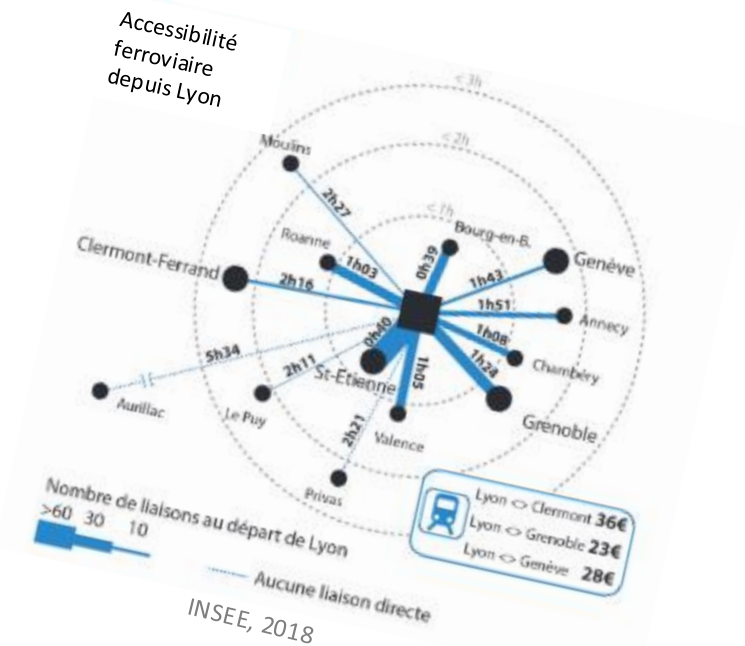 Accessibilité
ferroviaire
depuis Lyon
<3h
<2h
<1h
Moulins
2h27
Roanne
1h03
Bourg-en-B.
0h39
Genève
1h43
Clermont-Ferrand
2h16
1h51
Annecy
1h08
Chambéry
0h40
St-Etienne
1h24
Grenoble
5h34
Aurillac
2h11
Le Puy
1h05
Valence
2h21
Privas
Lyon <> Clermont 36€
Lyon <> Grenoble 23€
Lyon <> Genève 28€
Nombre de liaisons au départ de Lyon
>60 30 10
Aucune liaison directe
INSEE, 2018